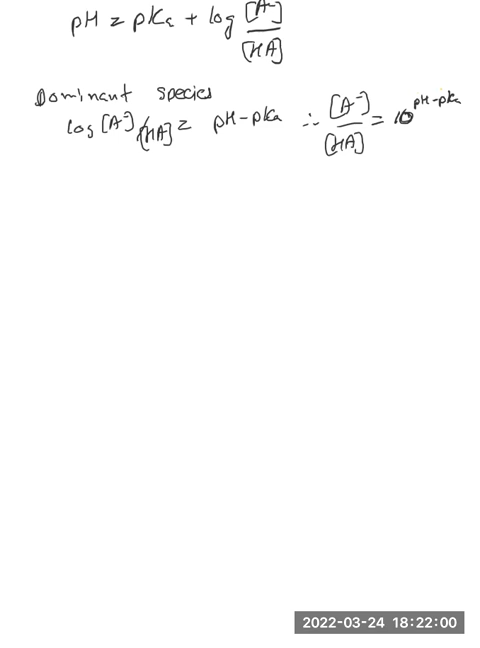 pH = pKa + log [A-]/[HA]
Dominant species
log [A-]/[HA] = pH-pKa ∴ [A-]/[HA] = 10^pH-pKa
2022-03-24 18:22:00